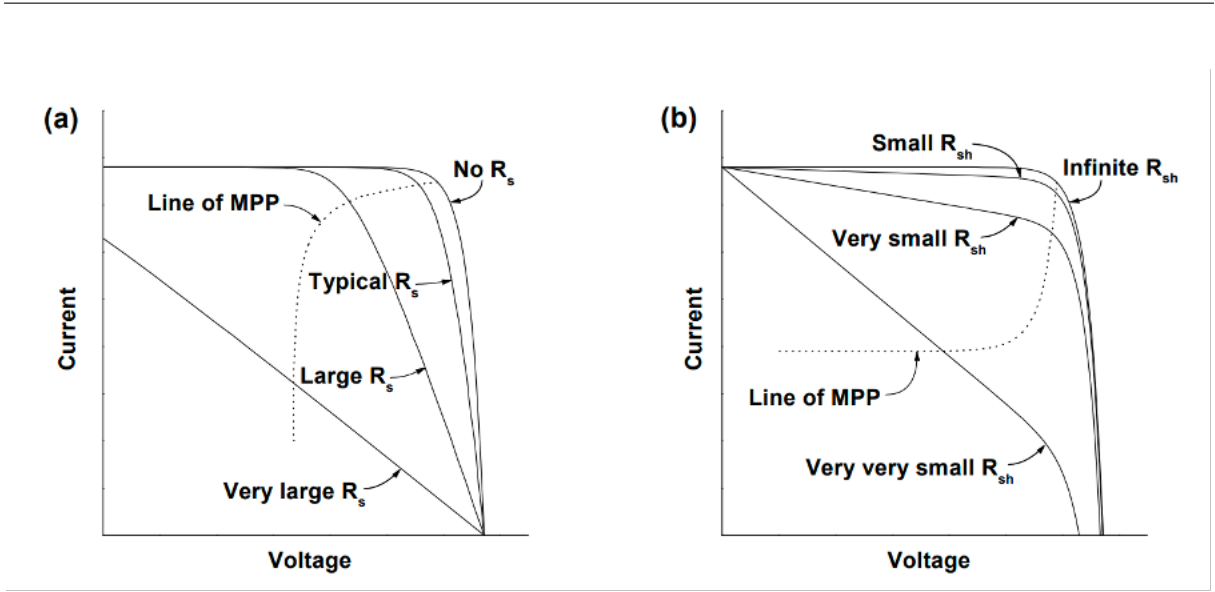 (a)
No Rs
Line of MPP
Typical Rs
Large Rs
Very large Rs
Current
Voltage
(b)
Small Rsh
Infinite Rsh
Very small Rsh
Line of MPP
Very very small Rsh
Current
Voltage